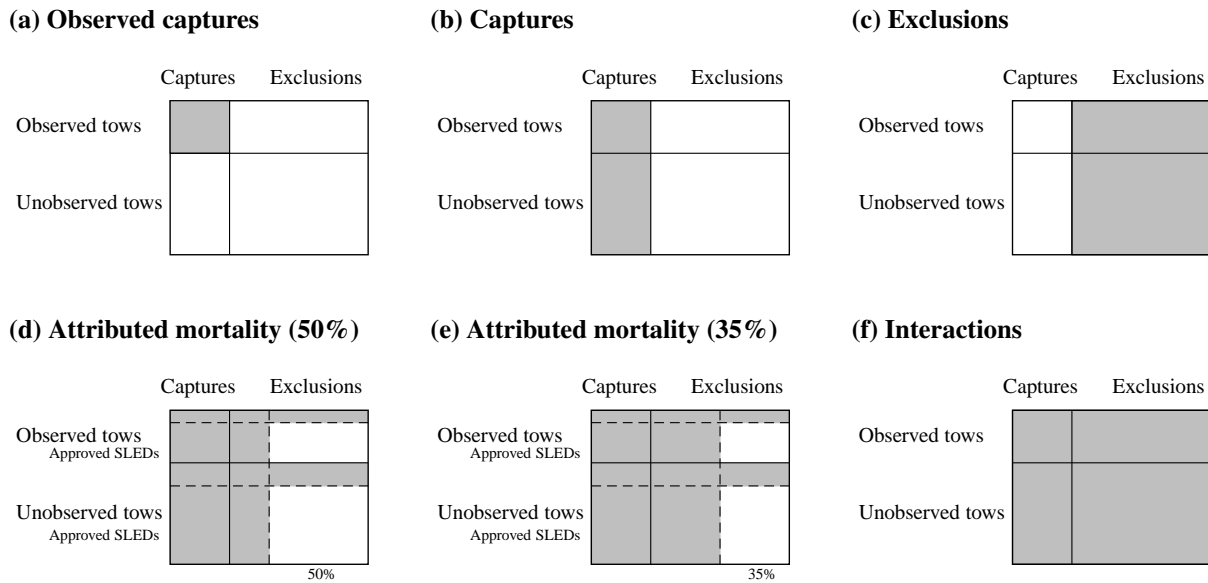 (a) Observed captures
Captures Exclusions
Observed tows
Unobserved tows
(b) Captures
Captures Exclusions
Observed tows
Unobserved tows
(c) Exclusions
Captures Exclusions
Observed tows
Unobserved tows
(d) Attributed mortality (50%)
Captures Exclusions
Observed tows
Approved SLEDs
Unobserved tows
Approved SLEDs
50%
(e) Attributed mortality (35%)
Captures Exclusions
Observed tows
Approved SLEDs
Unobserved tows
Approved SLEDs
35%
(f) Interactions
Captures Exclusions
Observed tows
Unobserved tows